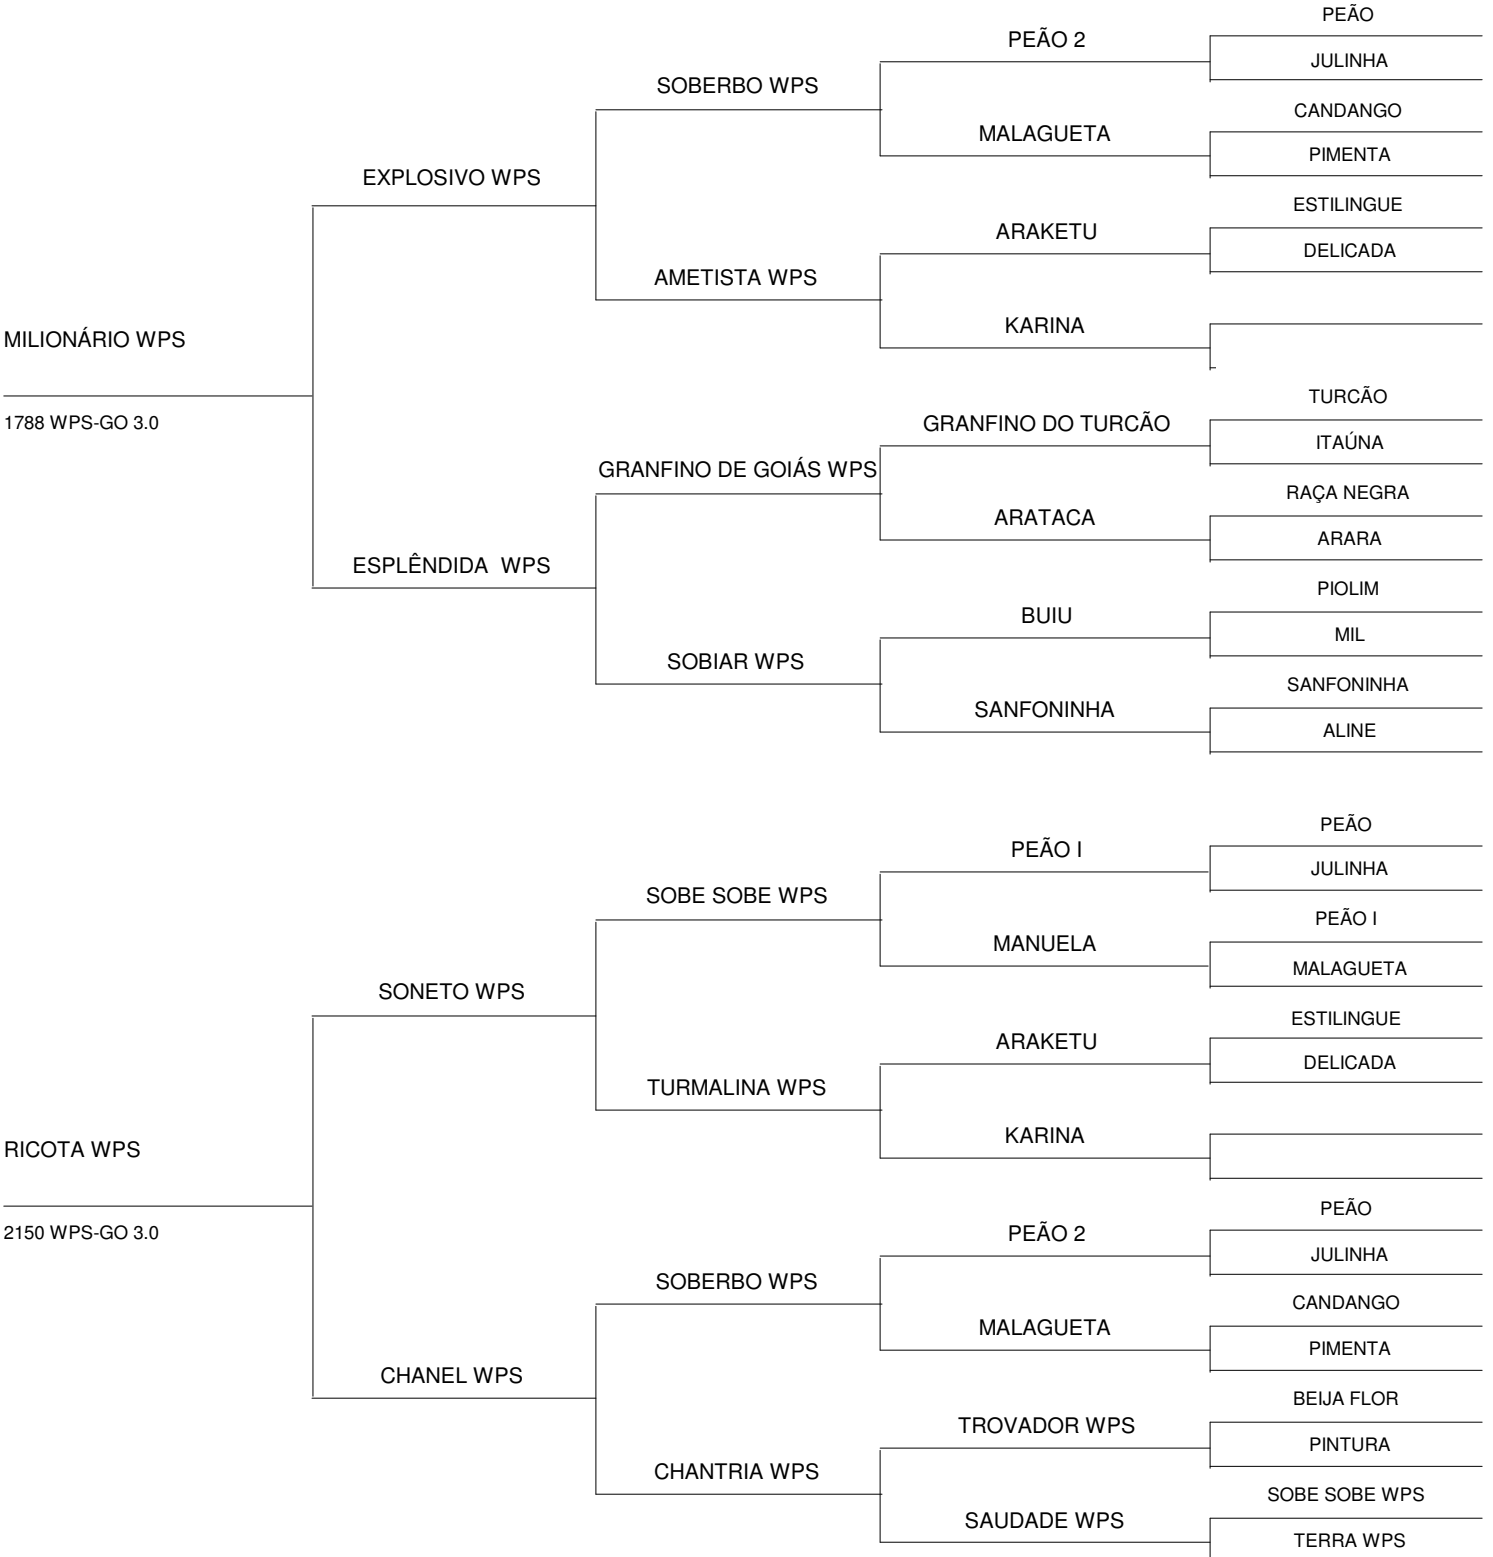 PEÃO
PEÃO 2
JULINHA
SOBERBO WPS
CANDANGO
MALAGUETA
PIMENTA
EXPLOSIVO WPS
ESTILINGUE
ARAKETU
DELICADA
AMETISTA WPS
KARINA
MILIONÁRIO WPS
1788 WPS-GO 3.0
TURCÃO
GRANFINO DO TURCÃO
ITAÚNA
GRANFINO DE GOIÁS WPS
RAÇA NEGRA
ARATACA
ARARA
ESPLÊNDIDA  WPS
PIOLIM
BUIU
MIL
SOBIAR WPS
SANFONINHA
SANFONINHA
ALINE
PEÃO
PEÃO I
JULINHA
SOBE SOBE WPS
PEÃO I
MANUELA
MALAGUETA
SONETO WPS
ESTILINGUE
ARAKETU
DELICADA
TURMALINA WPS
KARINA
RICOTA WPS
2150 WPS-GO 3.0
PEÃO
PEÃO 2
JULINHA
SOBERBO WPS
CANDANGO
MALAGUETA
PIMENTA
CHANEL WPS
BEIJA FLOR
TROVADOR WPS
PINTURA
CHANTRIA WPS
SOBE SOBE WPS
SAUDADE WPS
TERRA WPS